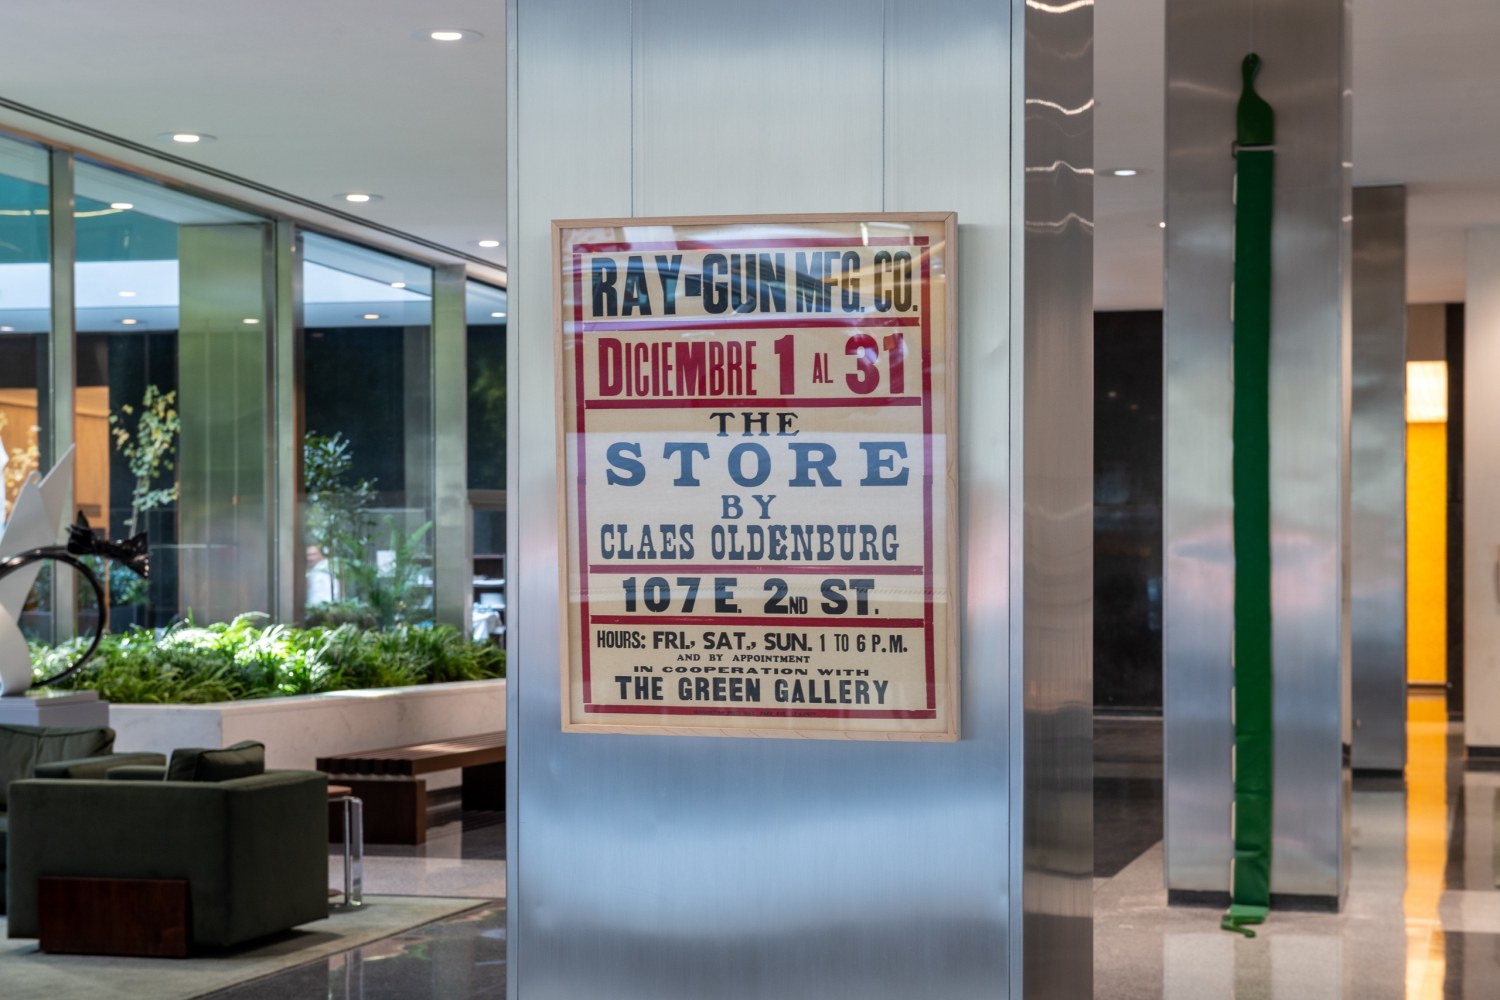 RAY-GUN MFG. CO.
DICIEMBRE 1 AL 31
THE
STORE
BY
CLAES OLDENBURG
107 E. 2ND ST.
HOURS: FRI., SAT., SUN. 1 TO 6 P.M.
AND BY APPOINTMENT
IN COOPERATION WITH
THE GREEN GALLERY